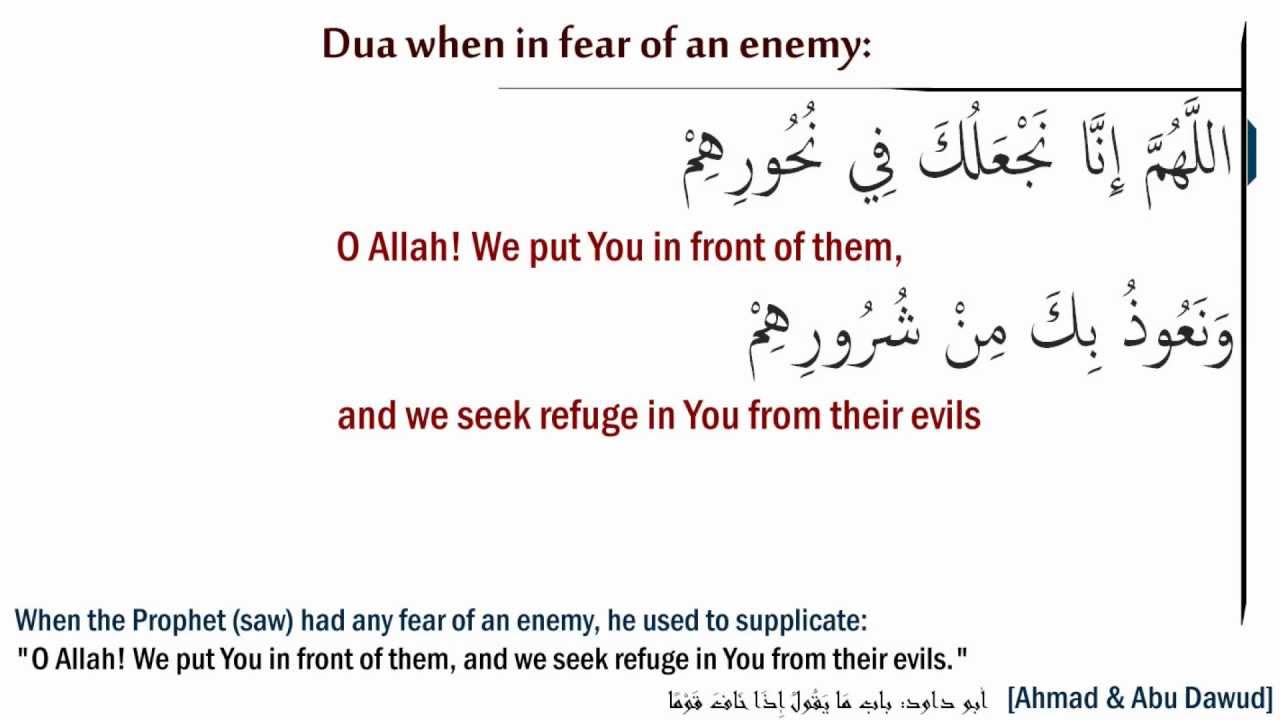 Dua when in fear of an enemy:
اللَّهُمَّ إِنَّا نَجْعَلُكَ فِي نُحُورِهِمْ
O Allah! We put You in front of them,
وَنَعُوذُ بِكَ مِنْ شُرُورِهِمْ
and we seek refuge in You from their evils
When the Prophet (saw) had any fear of an enemy, he used to supplicate:
"O Allah! We put You in front of them, and we seek refuge in You from their evils."
أبو داود: باب مَا يَقُولُ إِذَا خَافَ قَوْمًا [Ahmad & Abu Dawud]